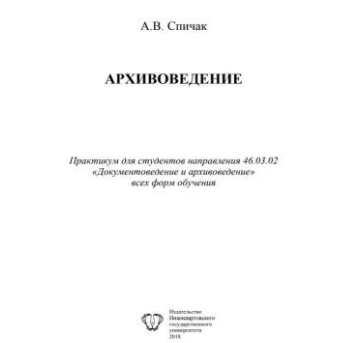 А.В. Спичак
АРХИВОВЕДЕНИЕ
Практикум для студентов направления 46.03.02
«Документоведение и архивоведение»
всех форм обучения
Издательство
Нижневартовского
государственного
университета
2018